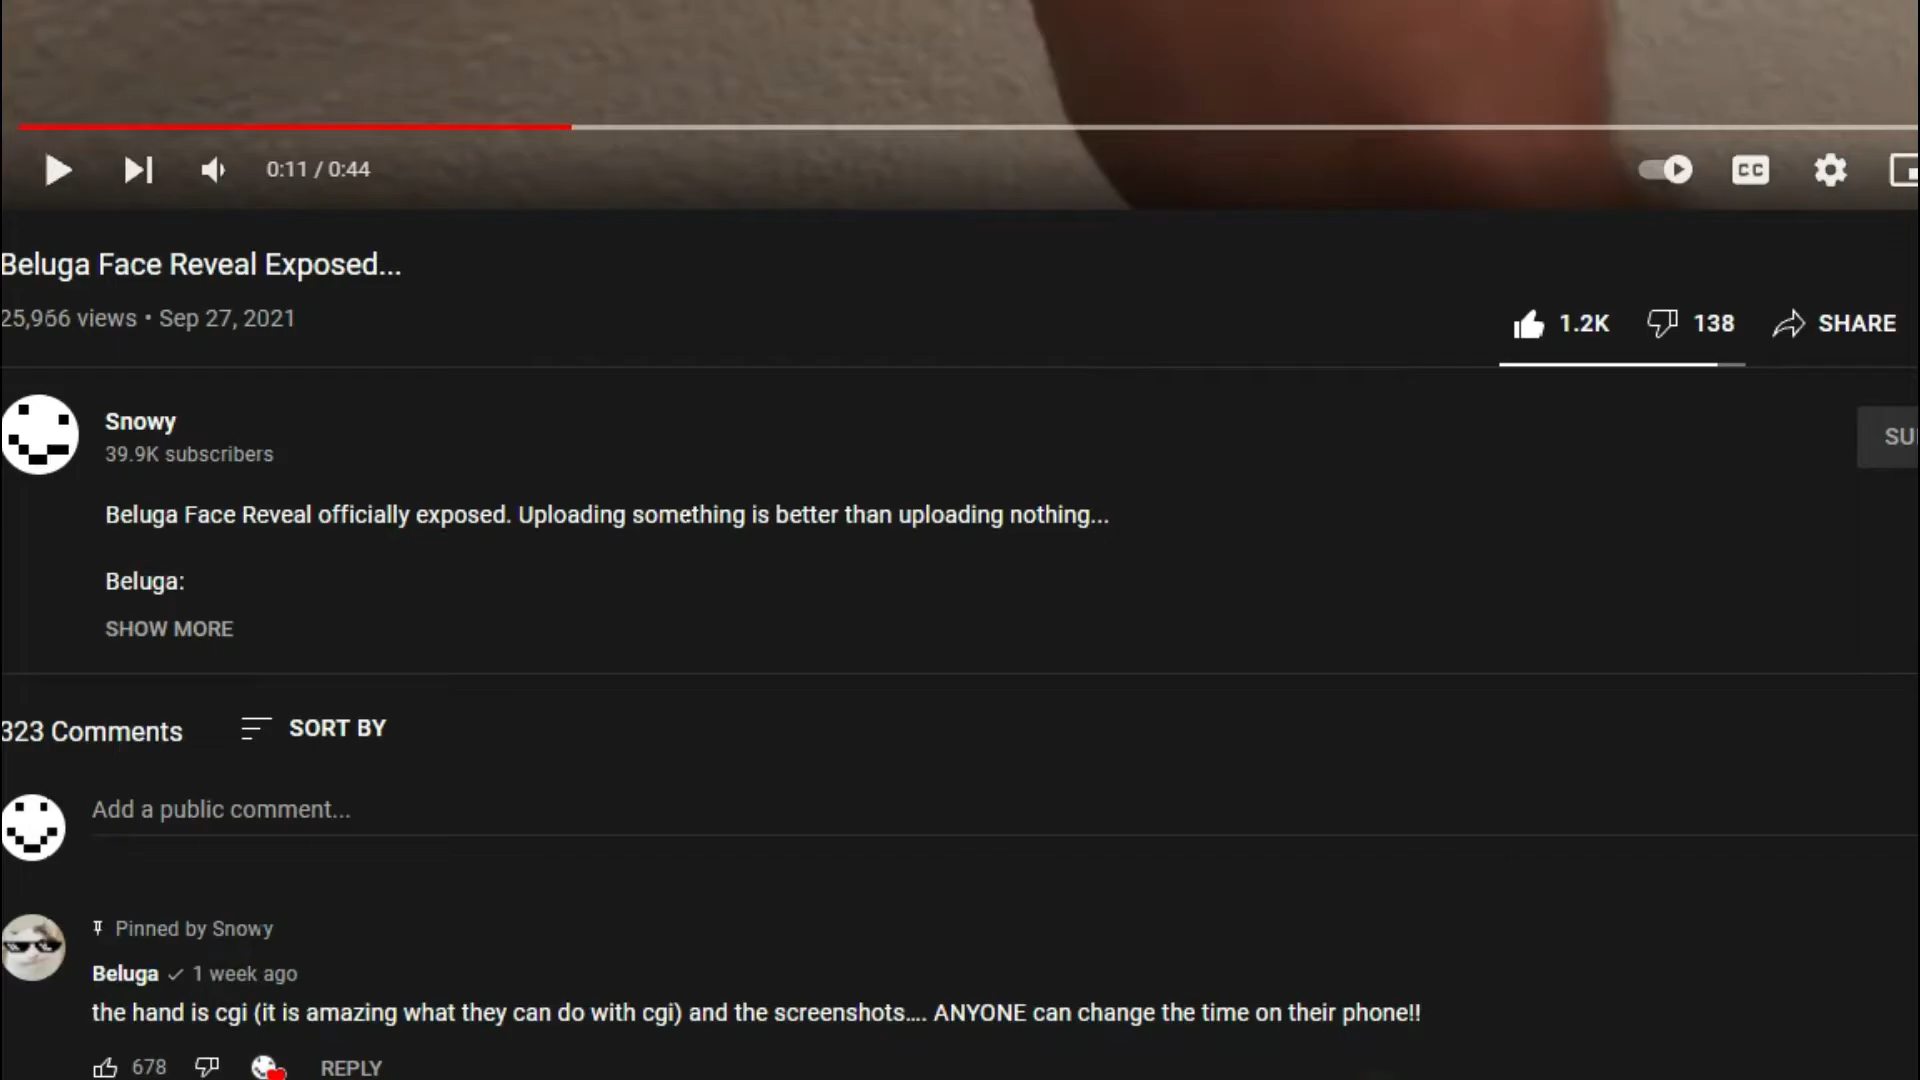 0:11 / 0:44
CC
Beluga Face Reveal Exposed...
25,966 views • Sep 27, 2021
1.2K
138
SHARE
Snowy
39.9K subscribers
Beluga Face Reveal officially exposed. Uploading something is better than uploading nothing...
Beluga:
SHOW MORE
323 Comments
SORT BY
Add a public comment...
Pinned by Snowy
Beluga ✓ 1 week ago
the hand is cgi (it is amazing what they can do with cgi) and the screenshots.... ANYONE can change the time on their phone!!
678
REPLY